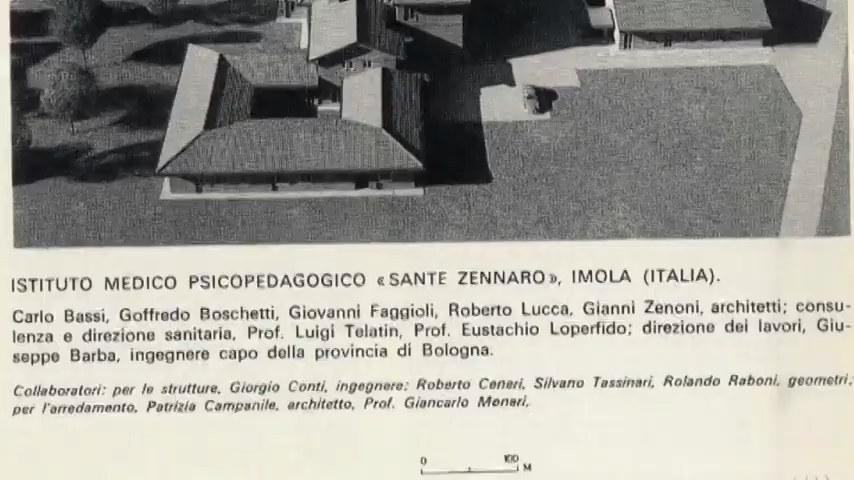 ISTITUTO MEDICO PSICOPEDAGOGICO «SANTE ZENNARO», IMOLA (ITALIA).
Carlo Bassi, Goffredo Boschetti, Giovanni Faggioli, Roberto Lucca, Gianni Zenoni, architetti; consu-
lenza e direzione sanitaria, Prof. Luigi Telatin, Prof. Eustachio Loperfido; direzione dei lavori, Giu-
seppe Barba, ingegnere capo della provincia di Bologna.
Collaboratori: per le strutture, Giorgio Conti, ingegnere; Roberto Ceneri, Silvano Tassinari, Rolando Raboni, geometri;
per l'arredamento, Patrizia Campanile, architetto, Prof. Giancarlo Moneri.
0 100 M